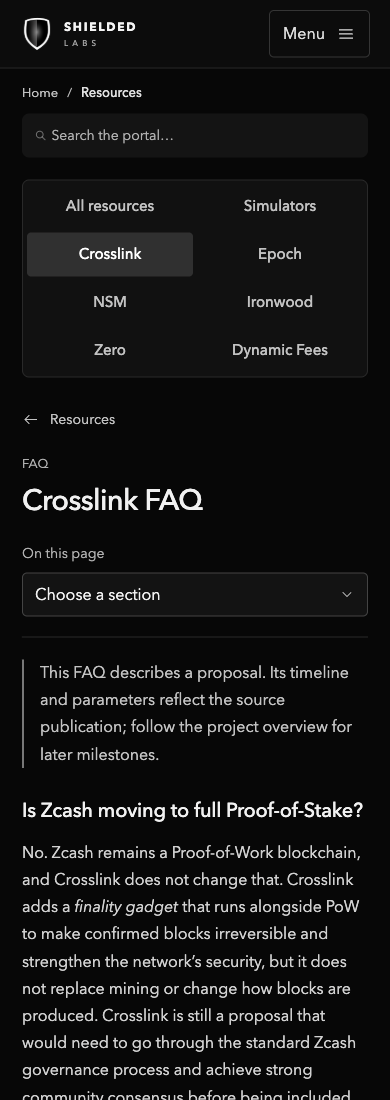 SHIELDED
LABS
Menu
Home / Resources
Search the portal...
All resources
Simulators
Crosslink
Epoch
NSM
Ironwood
Zero
Dynamic Fees
← Resources
FAQ
Crosslink FAQ
On this page
Choose a section
This FAQ describes a proposal. Its timeline
and parameters reflect the source
publication; follow the project overview for
later milestones.
Is Zcash moving to full Proof-of-Stake?
No. Zcash remains a Proof-of-Work blockchain,
and Crosslink does not change that. Crosslink
adds a finality gadget that runs alongside PoW
to make confirmed blocks irreversible and
strengthen the network’s security, but it does
not replace mining or change how blocks are
produced. Crosslink is still a proposal that
would need to go through the standard Zcash
governance process and achieve strong
community consensus before being included